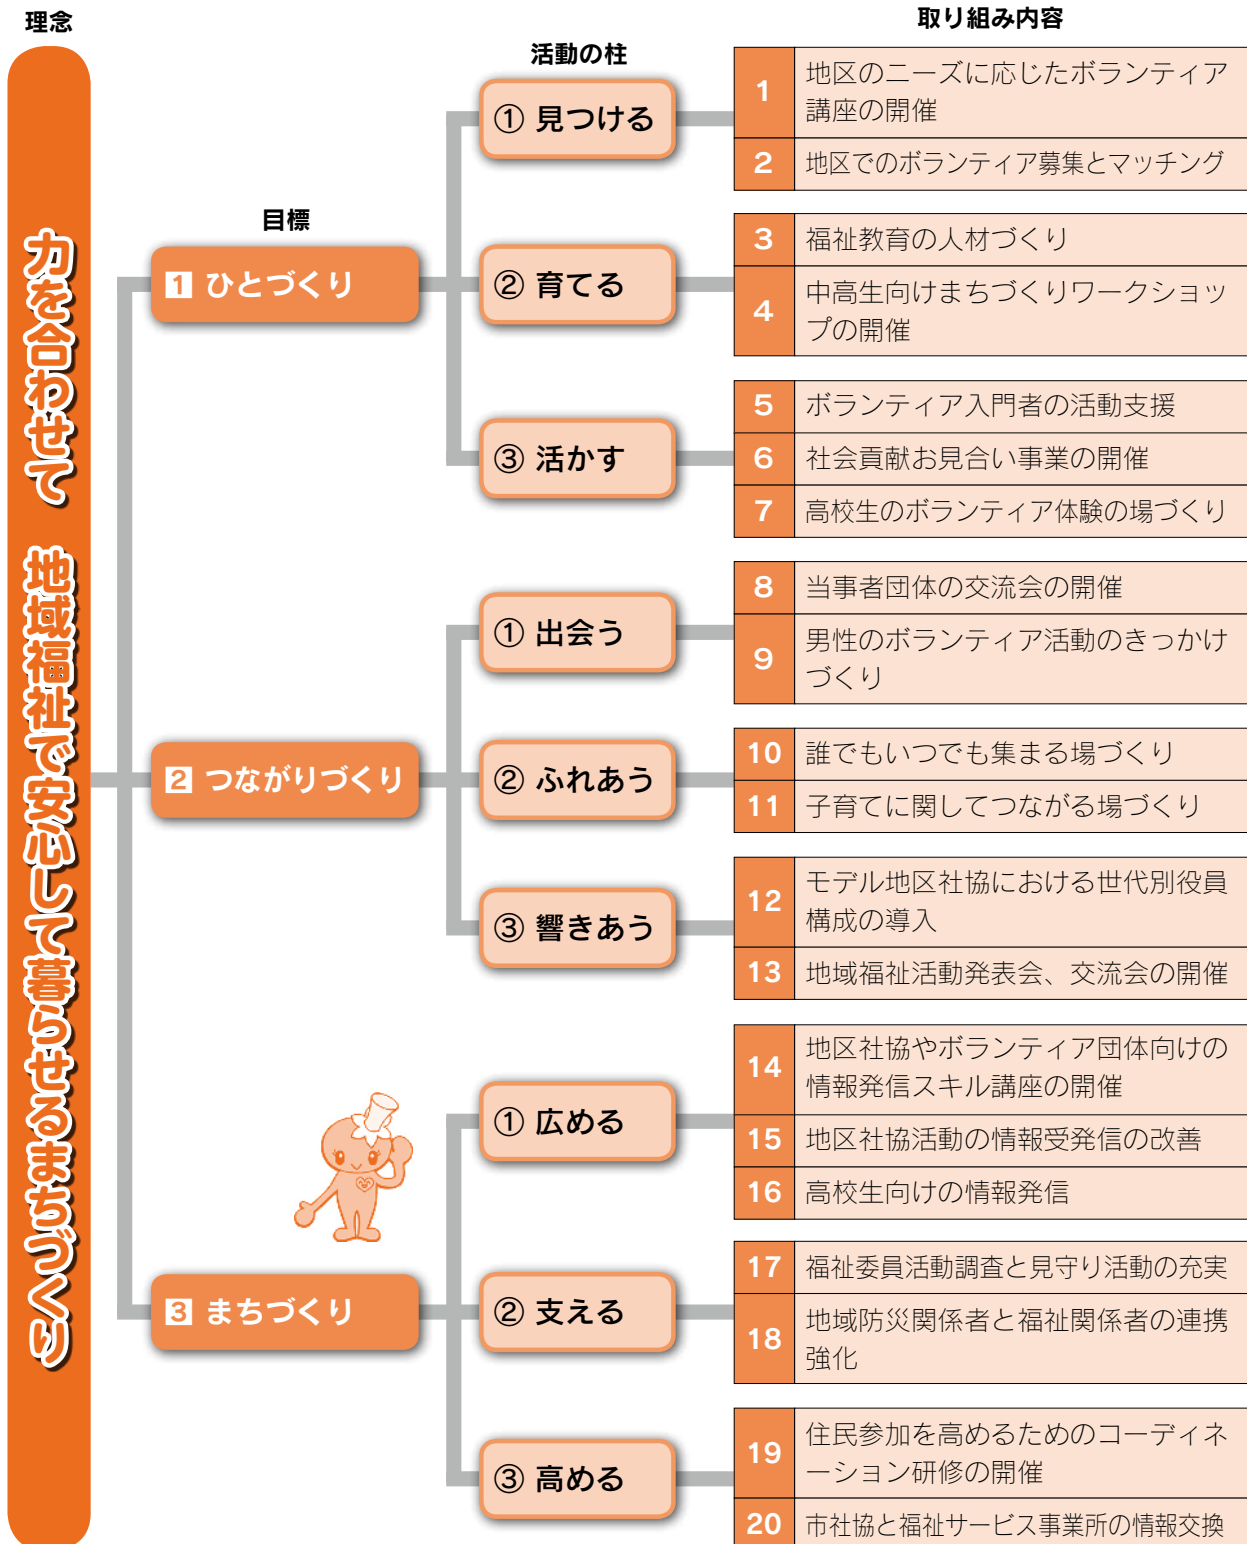 理念
力を合わせて 地域福祉で安心して暮らせるまちづくり
目標
1 ひとづくり
2 つながりづくり
3 まちづくり
活動の柱
① 見つける
② 育てる
③ 活かす
① 出会う
② ふれあう
③ 響きあう
① 広める
② 支える
③ 高める
取り組み内容
1 地区のニーズに応じたボランティア
講座の開催
2 地区でのボランティア募集とマッチング
3 福祉教育の人材づくり
4 中高生向けまちづくりワークショッ
プの開催
5 ボランティア入門者の活動支援
6 社会貢献お見合い事業の開催
7 高校生のボランティア体験の場づくり
8 当事者団体の交流会の開催
9 男性のボランティア活動のきっかけ
づくり
10 誰でもいつでも集まる場づくり
11 子育てに関してつながる場づくり
12 モデル地区社協における世代別役員
構成の導入
13 地域福祉活動発表会、交流会の開催
14 地区社協やボランティア団体向けの
情報発信スキル講座の開催
15 地区社協活動の情報受発信の改善
16 高校生向けの情報発信
17 福祉委員活動調査と見守り活動の充実
18 地域防災関係者と福祉関係者の連携
強化
19 住民参加を高めるためのコーディネ
ーション研修の開催
20 市社協と福祉サービス事業所の情報交換